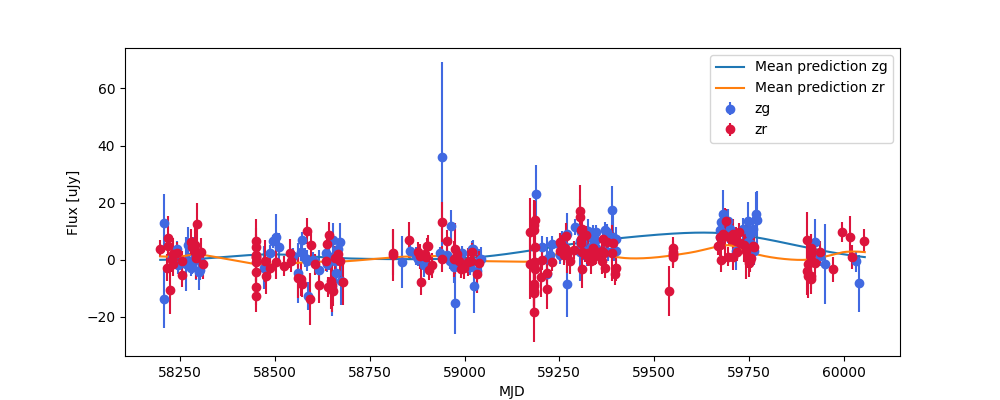 Flux [uJy]
60
40
20
0
−20
58250
58500
58750
59000
59250
59500
59750
60000
MJD
Mean prediction zg
Mean prediction zr
zg
zr